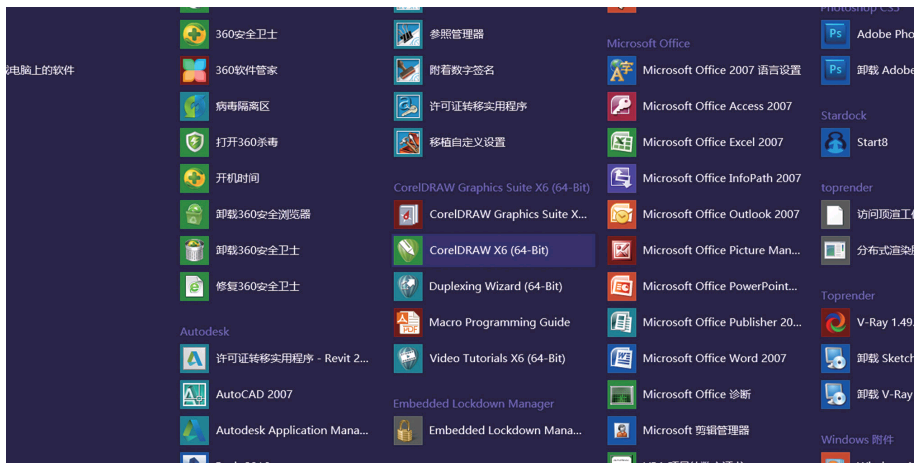 电脑上的软件
360安全卫士
360软件管家
病毒隔离区
打开360杀毒
开机时间
卸载360安全浏览器
卸载360安全卫士
修复360安全卫士
Autodesk
许可证转移实用程序 - Revit 2...
AutoCAD 2007
Autodesk Application Mana...
参照管理器
附着数字签名
许可证转移实用程序
移植自定义设置
CorelDRAW Graphics Suite X6 (64-Bit)
CorelDRAW Graphics Suite X...
CorelDRAW X6 (64-Bit)
Duplexing Wizard (64-Bit)
Macro Programming Guide
Video Tutorials X6 (64-Bit)
Embedded Lockdown Manager
Embedded Lockdown Mana...
Microsoft Office
Microsoft Office 2007 语言设置
Microsoft Office Access 2007
Microsoft Office Excel 2007
Microsoft Office InfoPath 2007
Microsoft Office Outlook 2007
Microsoft Office Picture Man...
Microsoft Office PowerPoint...
Microsoft Office Publisher 20...
Microsoft Office Word 2007
Microsoft Office 诊断
Microsoft 剪辑管理器
Photoshop CS5
Adobe Pho
卸载 Adobe
Stardock
Start8
toprender
访问顶渲工
分布式渲染
Toprender
V-Ray 1.49.
卸载 Sketch
卸载 V-Ray
Windows 附件